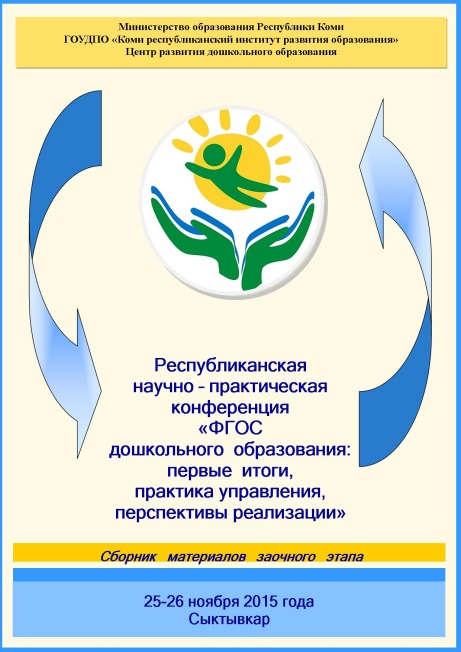 Министерство образования Республики Коми
ГОУДПО «Коми республиканский институт развития образования»
Центр развития дошкольного образования
Республиканская
научно - практическая
конференция
«ФГОС
дошкольного образования:
первые итоги,
практика управления,
перспективы реализации»
Сборник материалов заочного этапа
25-26 ноября 2015 года
Сыктывкар